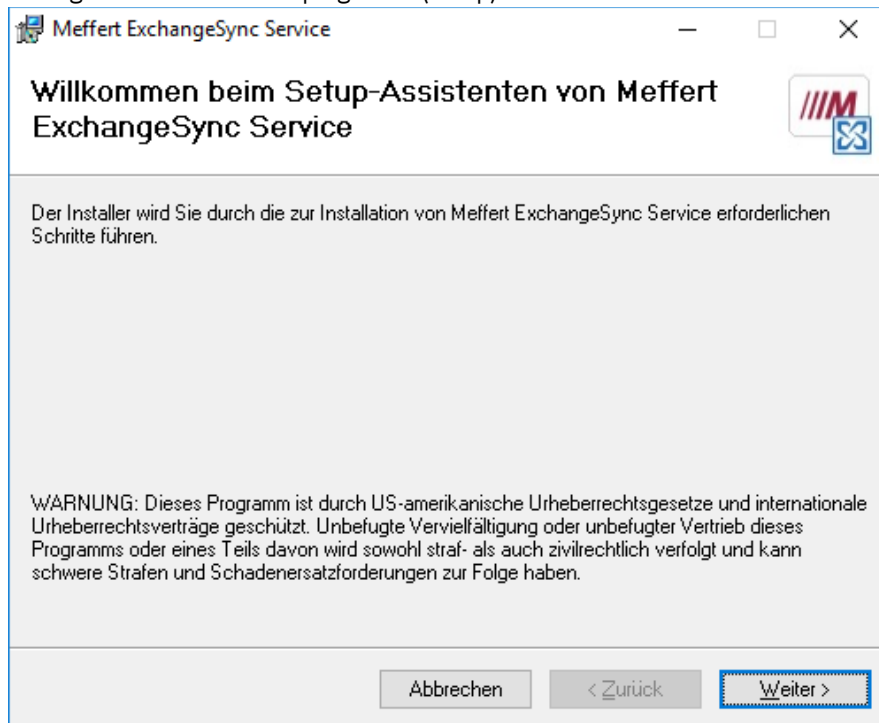 Meffert ExchangeSync Service
Willkommen beim Setup-Assistenten von Meffert
ExchangeSync Service
///M
Der Installer wird Sie durch die zur Installation von Meffert ExchangeSync Service erforderlichen
Schritte führen.
WARNUNG: Dieses Programm ist durch US-amerikanische Urheberrechtsgesetze und internationale
Urheberrechtsverträge geschützt. Unbefugte Vervielfältigung oder unbefugter Vertrieb dieses
Programms oder eines Teils davon wird sowohl straf- als auch zivilrechtlich verfolgt und kann
schwere Strafen und Schadenersatzforderungen zur Folge haben.
Abbrechen
< Zurück
Weiter >